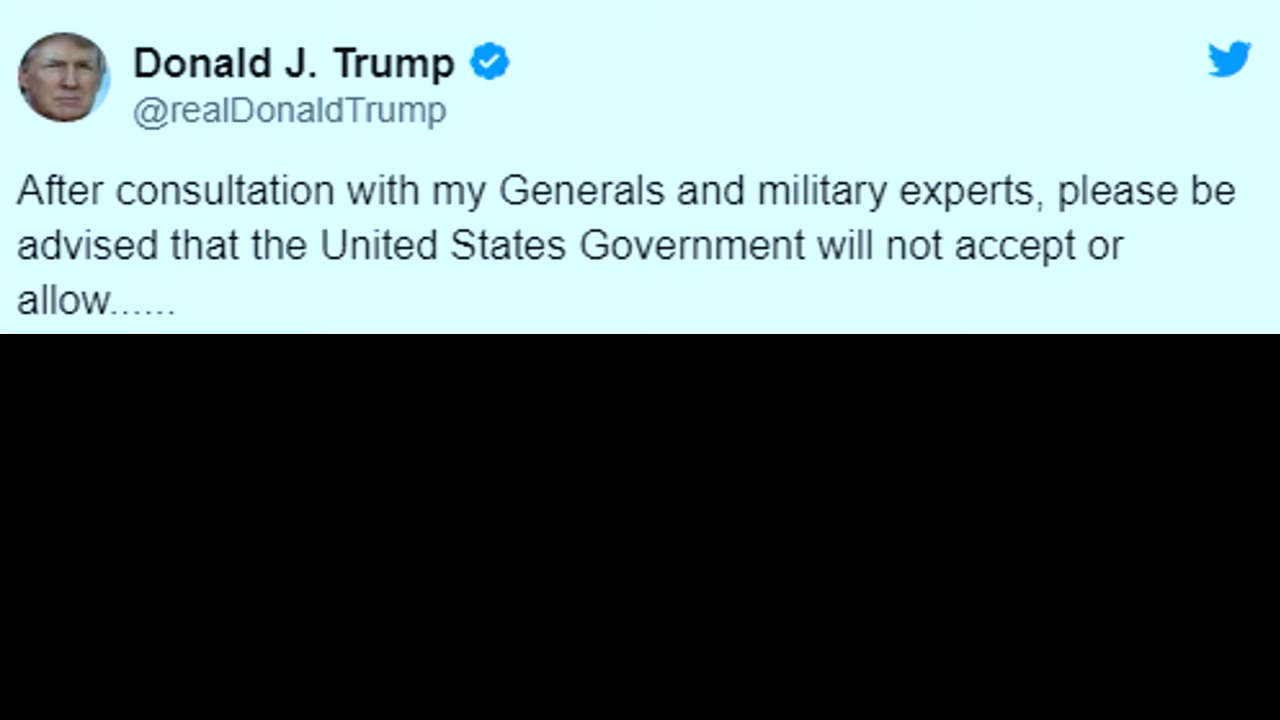 Donald J. Trump
@realDonaldTrump
After consultation with my Generals and military experts, please be
advised that the United States Government will not accept or
allow......